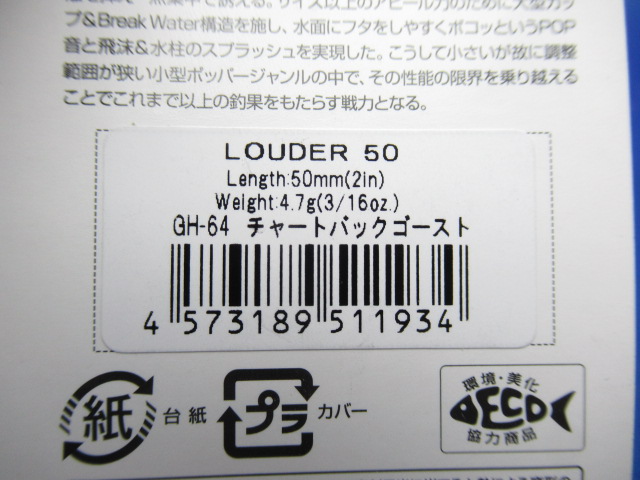 プ&Break Water構造を施し、水面にフタをしやすくポコッというPOP
音と飛沫&水柱のスプラッシュを実現した。こうして小さいが故に調整
範囲が狭い小型ポッパージャンルの中で、その性能の限界を乗り越える
ことでこれまで以上の釣果をもたらす戦力となる。
LOUDER 50
Length:50mm(2in)
Weight:4.7g(3/16oz.)
GH-64 チャートバックゴースト
4 573189 511934
紙 台紙 プラ カバー
環境・美化
ECO
協力商品